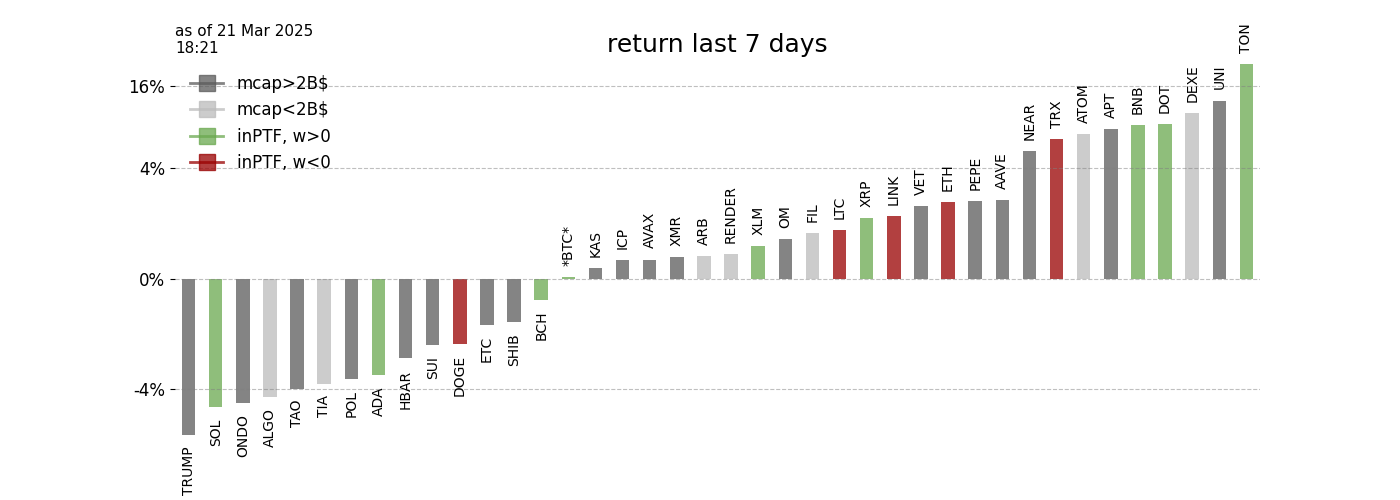 as of 21 Mar 2025
18:21
return last 7 days
mcap>2B$
mcap<2B$
inPTF, w>0
inPTF, w<0
16%
4%
0%
-4%
TRUMP
SOL
ONDO
ALGO
TAO
TIA
POL
ADA
HBAR
SUI
DOGE
ETC
SHIB
BCH
*BTC*
KAS
ICP
AVAX
XMR
ARB
RENDER
XLM
OM
FIL
LTC
XRP
LINK
VET
ETH
PEPE
AAVE
NEAR
TRX
ATOM
APT
BNB
DOT
DEXE
UNI
TON